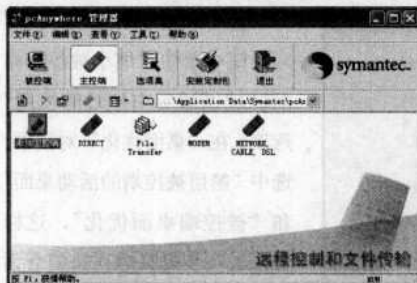 pcAnywhere 管理器
文件(F) 编辑(E) 查看(V) 工具(T) 帮助(H)
被控端 主控端 选项集 安装定制包 退出 symantec.
...\Application Data\Symantec\pcAn
DIRECT File Transfer MODEM NETWORK, CABLE, DSL
远程控制和文件传输
按 F1，获得帮助。